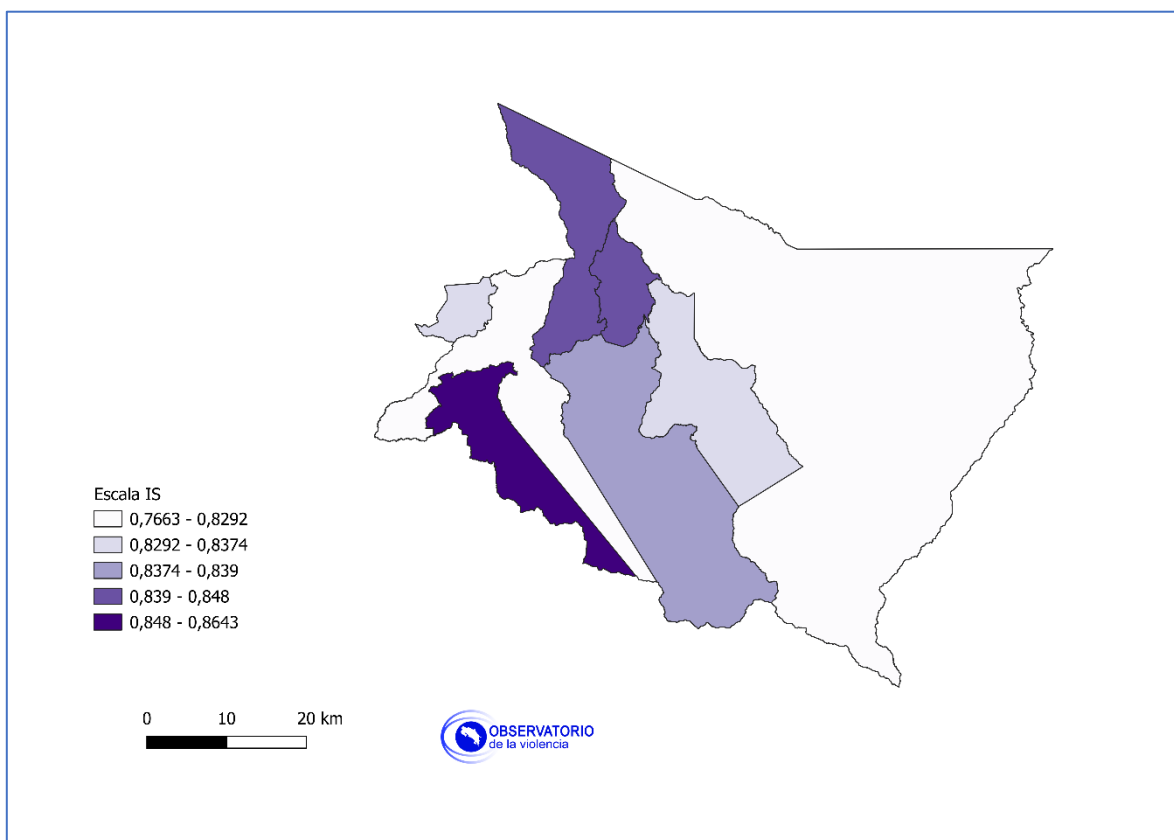 Escala IS
0,7663 - 0,8292
0,8292 - 0,8374
0,8374 - 0,839
0,839 - 0,848
0,848 - 0,8643
0 10 20 km
OBSERVATORIO
de la violencia